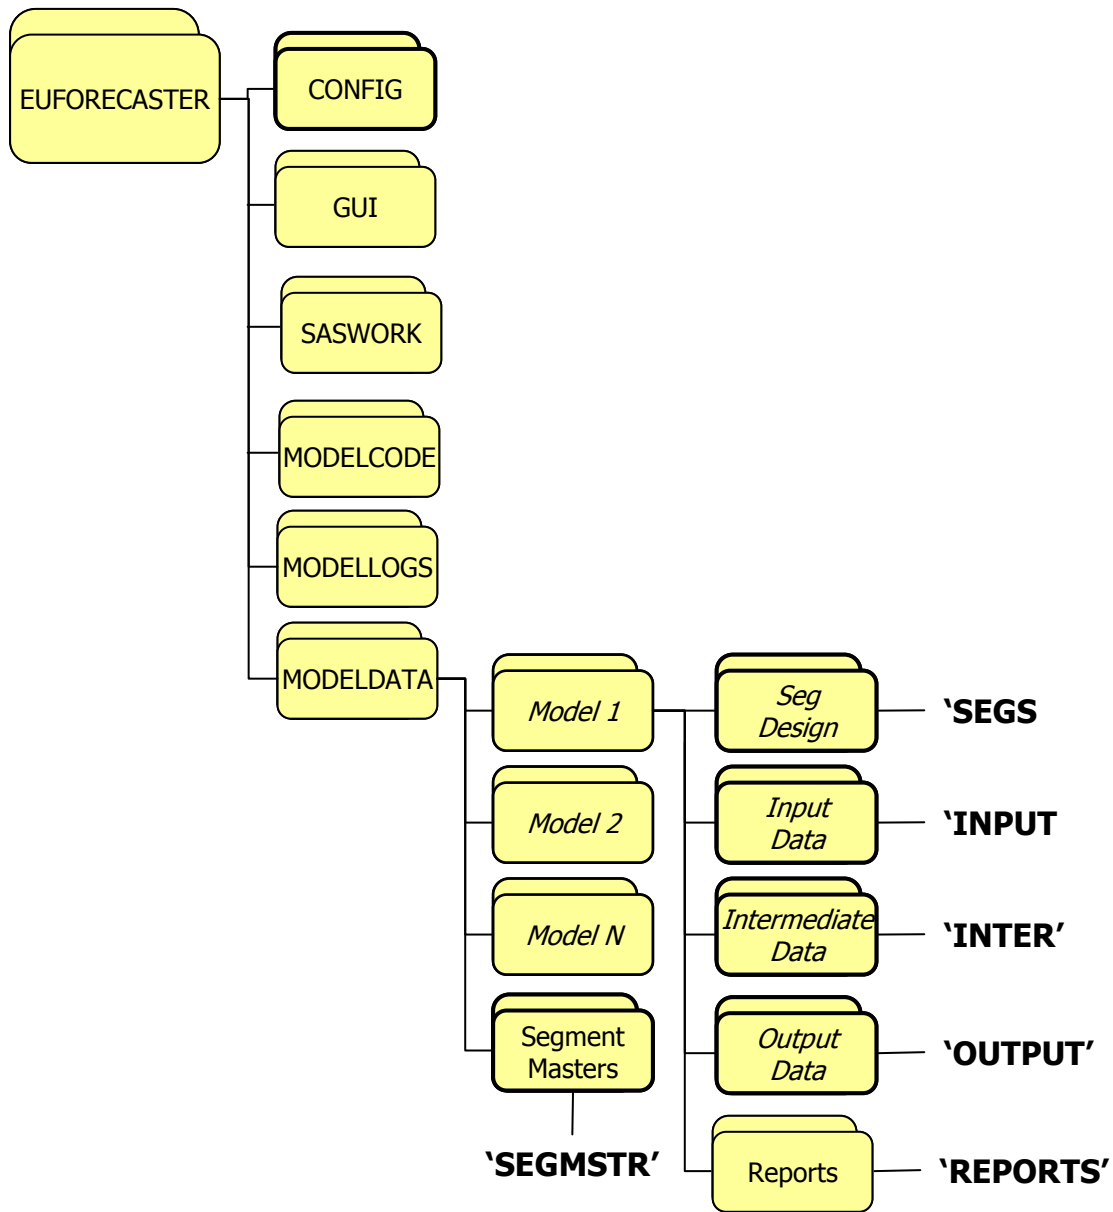 EUFORECASTER
CONFIG
GUI
SASWORK
MODELCODE
MODELLOGS
MODELDATA
Model 1
Model 2
Model N
Segment
Masters
‘SEGMSTR’
Seg
Design
‘SEGS
Input
Data
‘INPUT
Intermediate
Data
‘INTER’
Output
Data
‘OUTPUT’
Reports
‘REPORTS’